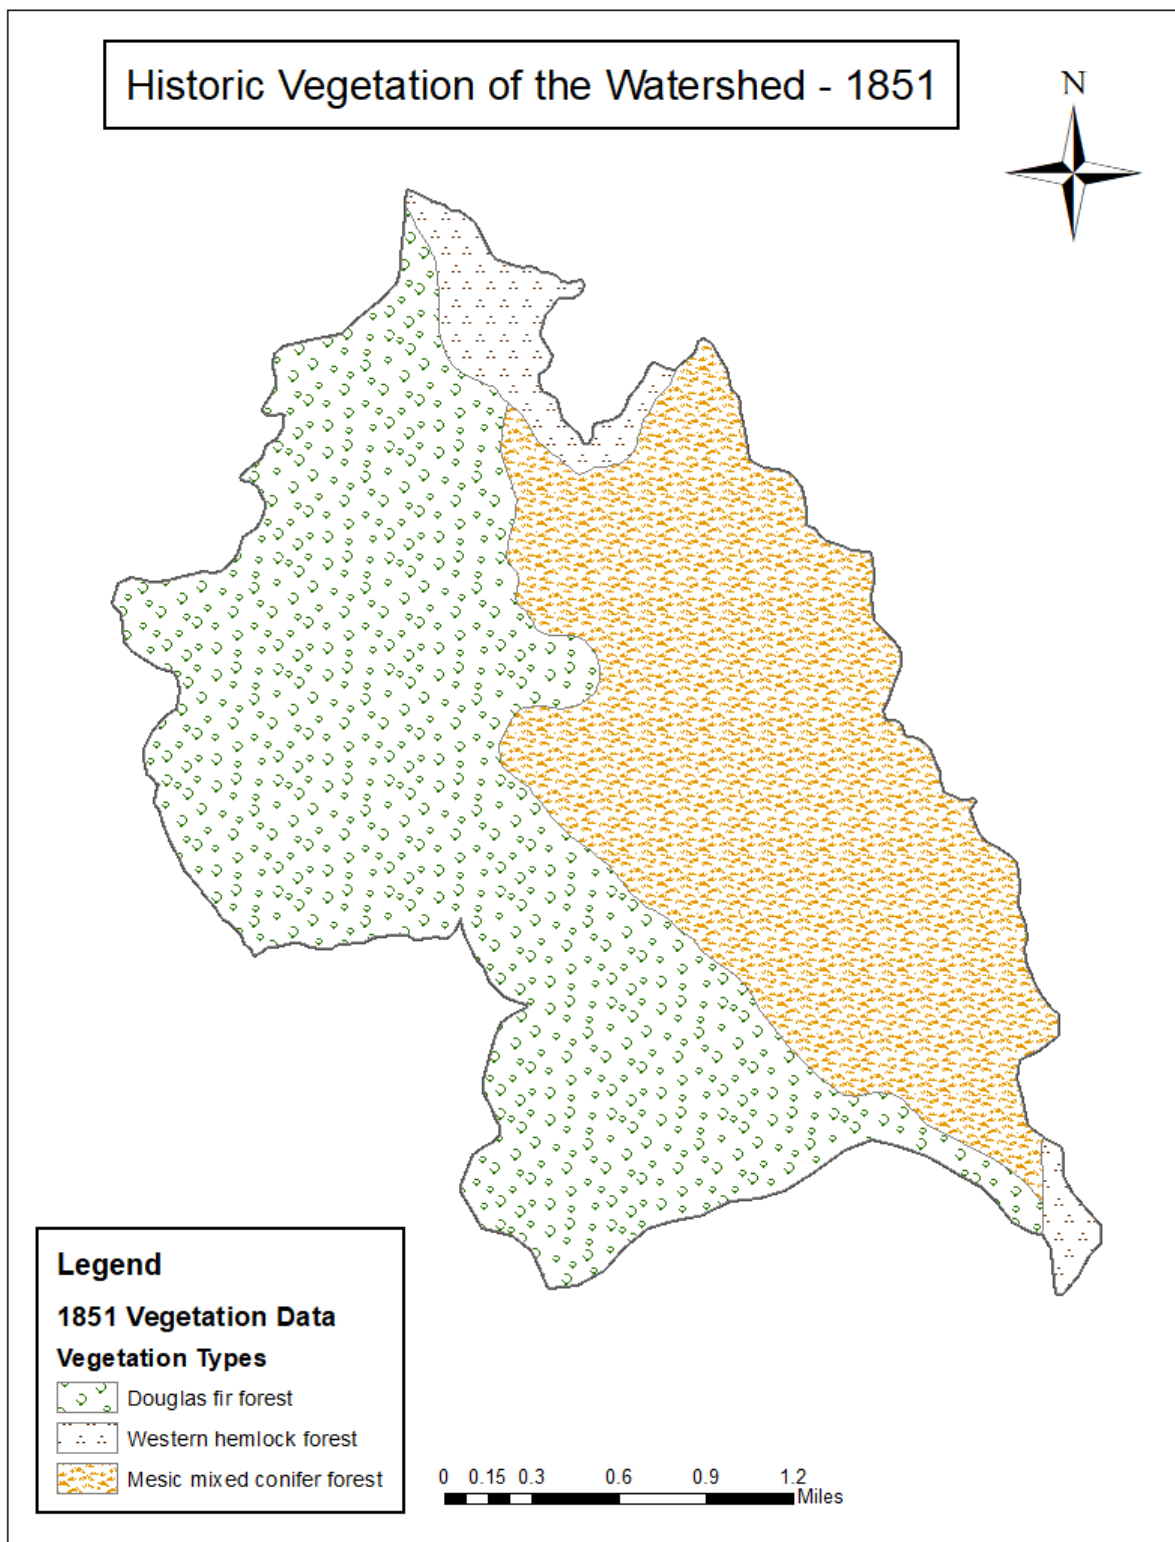 Historic Vegetation of the Watershed - 1851
N
Legend
1851 Vegetation Data
Vegetation Types
Douglas fir forest
Western hemlock forest
Mesic mixed conifer forest
0 0.15 0.3 0.6 0.9 1.2
Miles